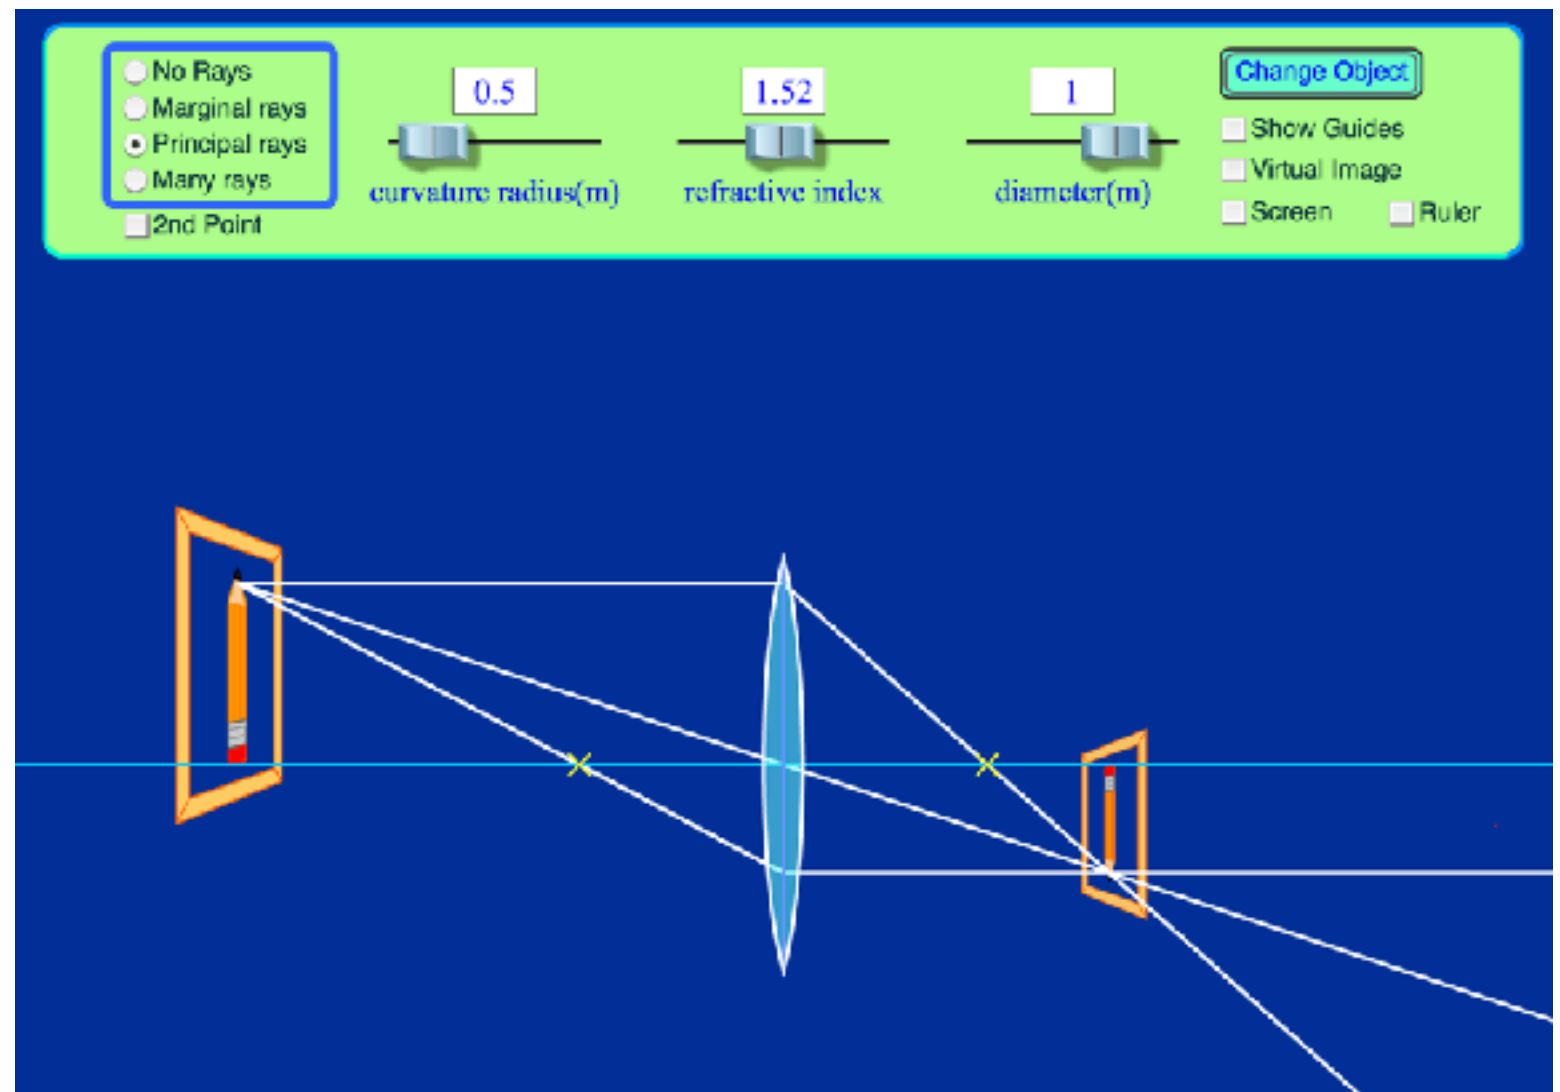 No Rays
Marginal rays
Principal rays
Many rays
2nd Point
0.5
curvature radius(m)
1.52
refractive index
1
diameter(m)
Change Object
Show Guides
Virtual Image
Screen
Ruler